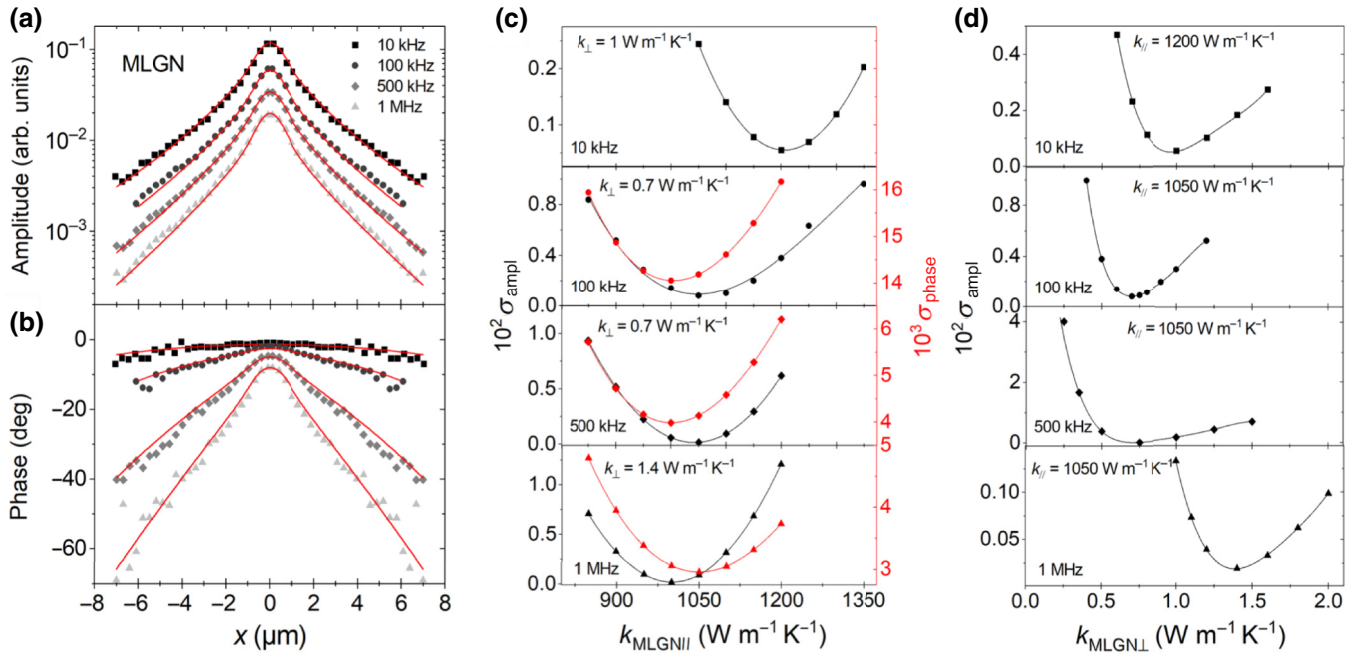 (a)
MLGN
10 kHz
100 kHz
500 kHz
1 MHz
Amplitude (arb. units)
10⁻¹
10⁻²
10⁻³
(b)
Phase (deg)
0
−20
−40
−60
−8 −6 −4 −2 0 2 4 6 8
x (μm)
(c)
k⊥ = 1 W m⁻¹ K⁻¹
0.2
0.1
10 kHz
k⊥ = 0.7 W m⁻¹ K⁻¹
0.8
0.4
0.0
100 kHz
16
15
14
10² σampl
10³ σphase
k⊥ = 0.7 W m⁻¹ K⁻¹
1.0
0.5
0.0
500 kHz
6
5
4
5
k⊥ = 1.4 W m⁻¹ K⁻¹
1.0
0.5
0.0
1 MHz
4
3
900 1050 1200 1350
kMLGN// (W m⁻¹ K⁻¹)
(d)
k// = 1200 W m⁻¹ K⁻¹
0.4
0.2
0.0
10 kHz
k// = 1050 W m⁻¹ K⁻¹
0.8
0.4
0.0
100 kHz
10² σampl
k// = 1050 W m⁻¹ K⁻¹
4
2
0
500 kHz
k// = 1050 W m⁻¹ K⁻¹
0.10
0.05
0.00
1 MHz
0.0 0.5 1.0 1.5 2.0
kMLGN⊥ (W m⁻¹ K⁻¹)